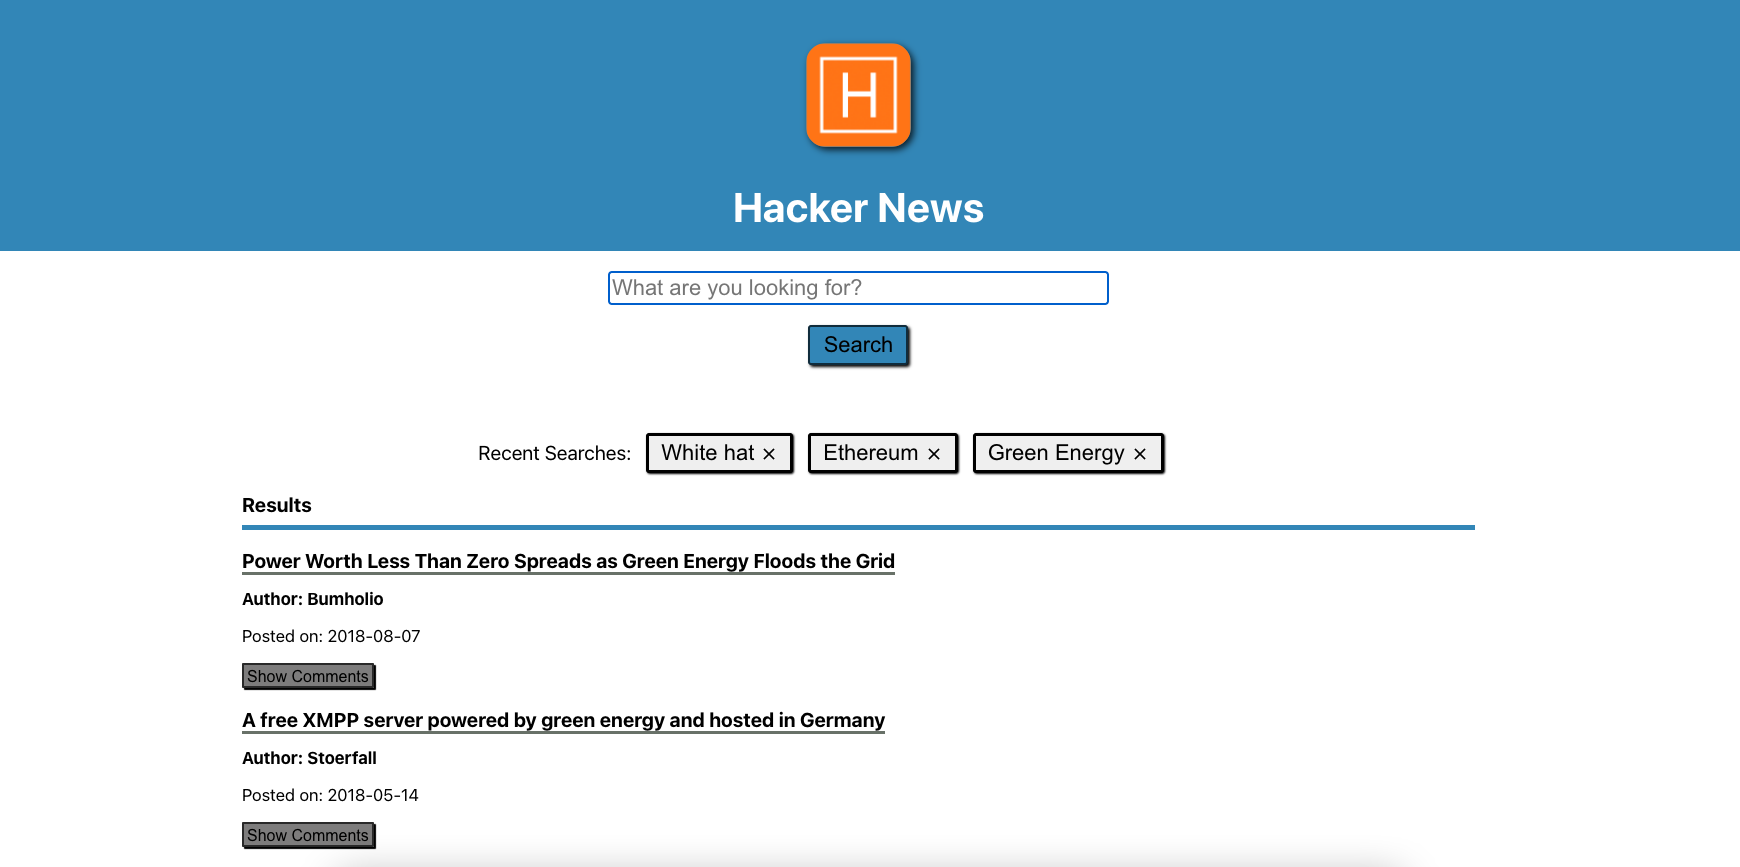 H
Hacker News
What are you looking for?
Search
Recent Searches: White hat × Ethereum × Green Energy ×
Results
Power Worth Less Than Zero Spreads as Green Energy Floods the Grid
Author: Bumholio
Posted on: 2018-08-07
Show Comments
A free XMPP server powered by green energy and hosted in Germany
Author: Stoerfall
Posted on: 2018-05-14
Show Comments